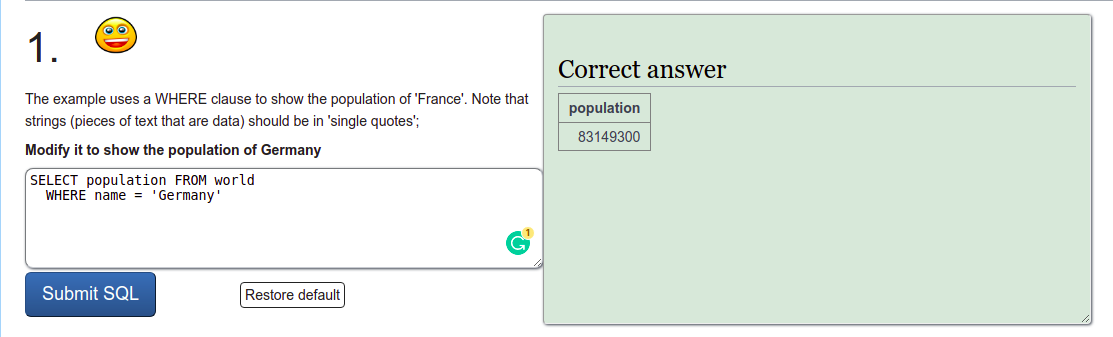 1.
The example uses a WHERE clause to show the population of 'France'. Note that
strings (pieces of text that are data) should be in 'single quotes';
Modify it to show the population of Germany
SELECT population FROM world
WHERE name = 'Germany'
1
Submit SQL
Restore default
Correct answer
population
83149300